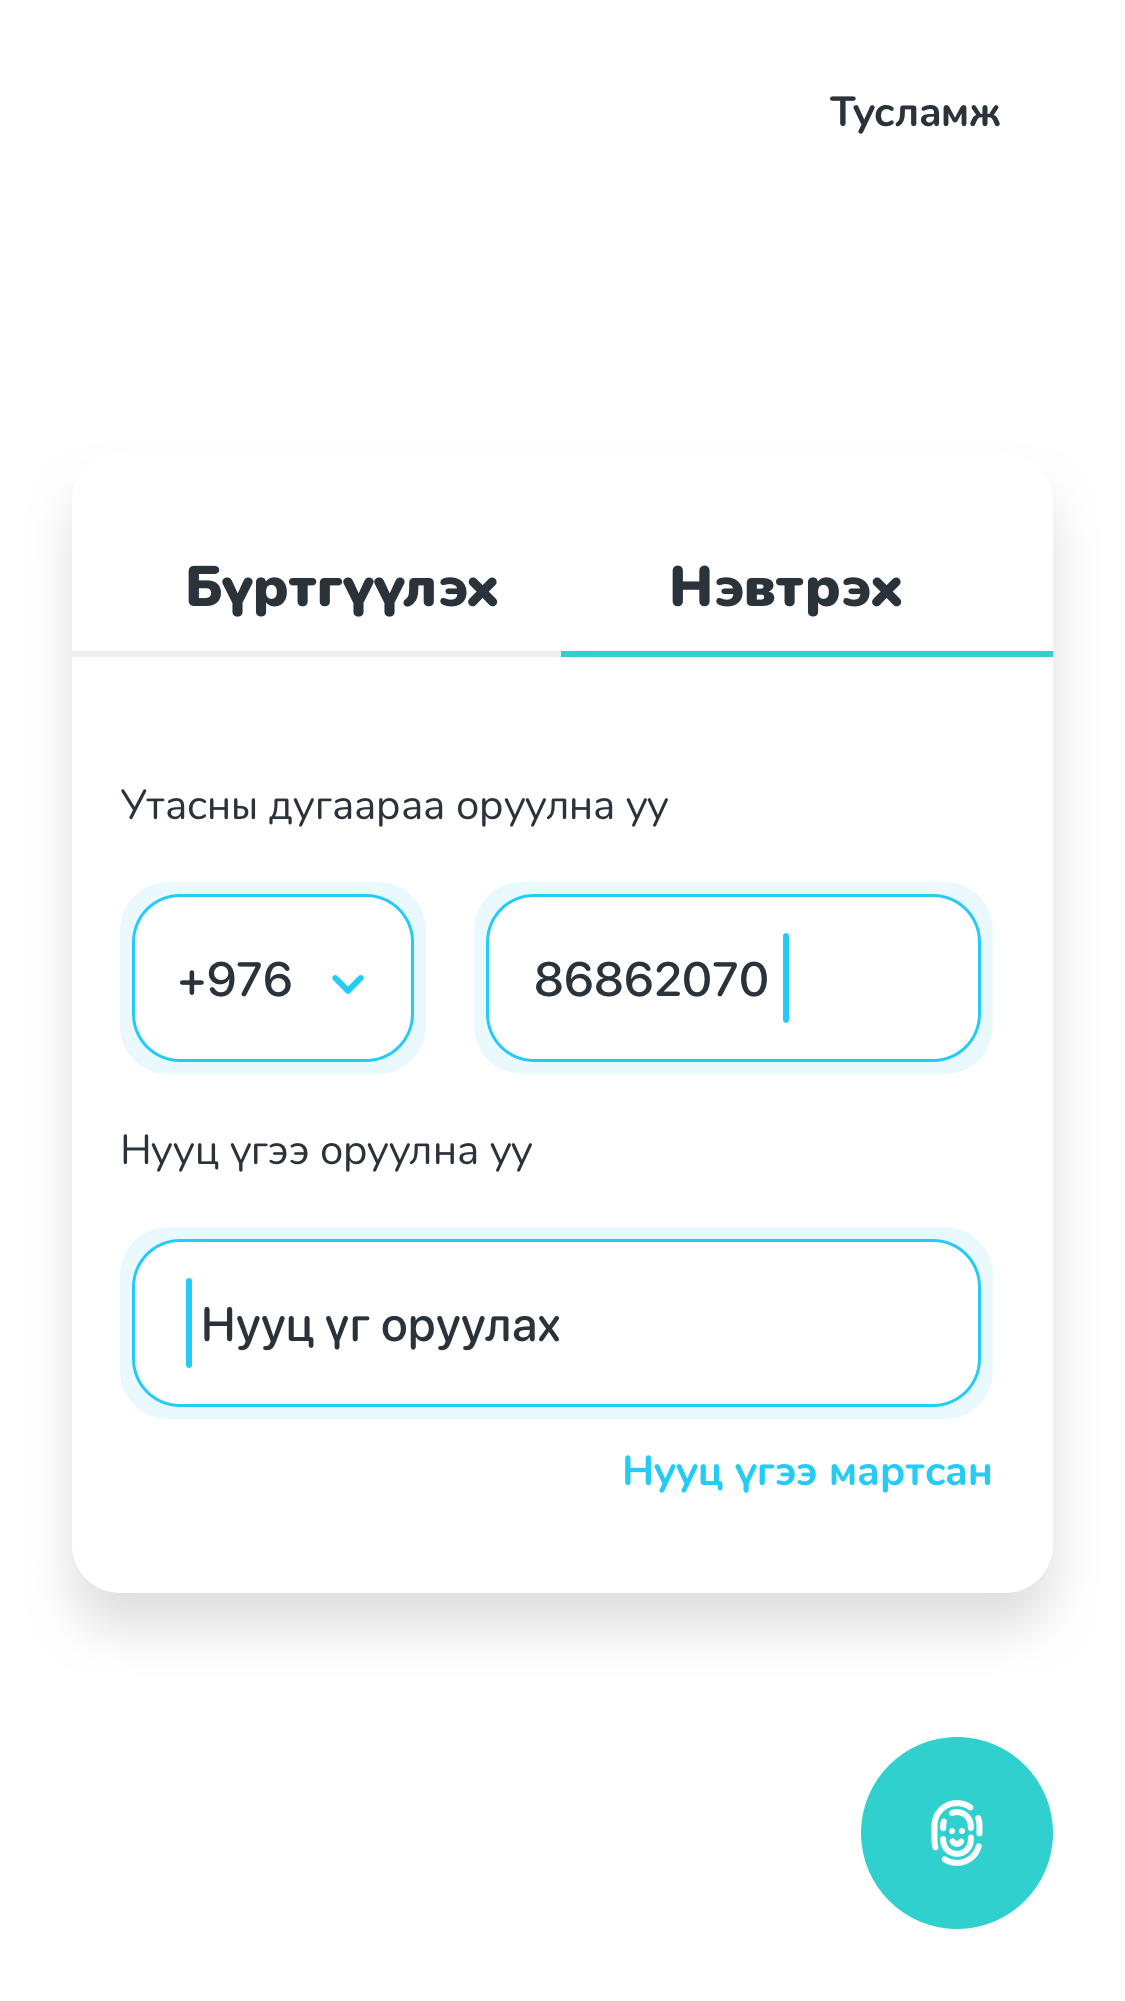 Тусламж
Бүртгүүлэх Нэвтрэх
Утасны дугаараа оруулна уу
+976 86862070
Нууц үгээ оруулна уу
Нууц үг оруулах
Нууц үгээ мартсан